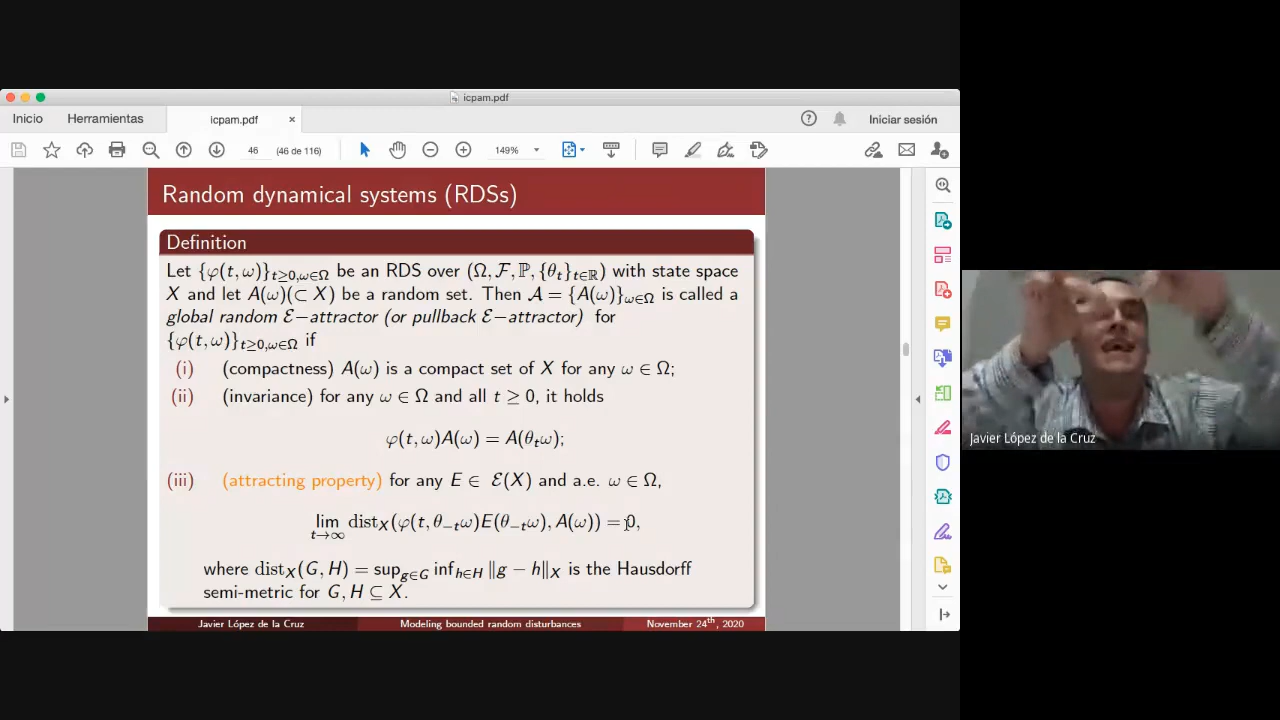 icpam.pdf
Inicio Herramientas icpam.pdf × Iniciar sesión
46 (46 de 116) 149%
Random dynamical systems (RDSs)
Definition
Let {φ(t, ω)}t≥0,ω∈Ω be an RDS over (Ω, ℱ, ℙ, {θt}t∈ℝ) with state space
X and let A(ω)(⊂ X) be a random set. Then 𝒜 = {A(ω)}ω∈Ω is called a
global random ℰ−attractor (or pullback ℰ−attractor) for
{φ(t, ω)}t≥0,ω∈Ω if
(i) (compactness) A(ω) is a compact set of X for any ω ∈ Ω;
(ii) (invariance) for any ω ∈ Ω and all t ≥ 0, it holds
φ(t, ω)A(ω) = A(θtω);
(iii) (attracting property) for any E ∈ ℰ(X) and a.e. ω ∈ Ω,
lim t→∞ distX(φ(t, θ−tω)E(θ−tω), A(ω)) = 0,
where distX(G, H) = supg∈G infh∈H ‖g − h‖X is the Hausdorff
semi-metric for G, H ⊆ X.
Javier López de la Cruz Modeling bounded random disturbances November 24th, 2020
Javier López de la Cruz